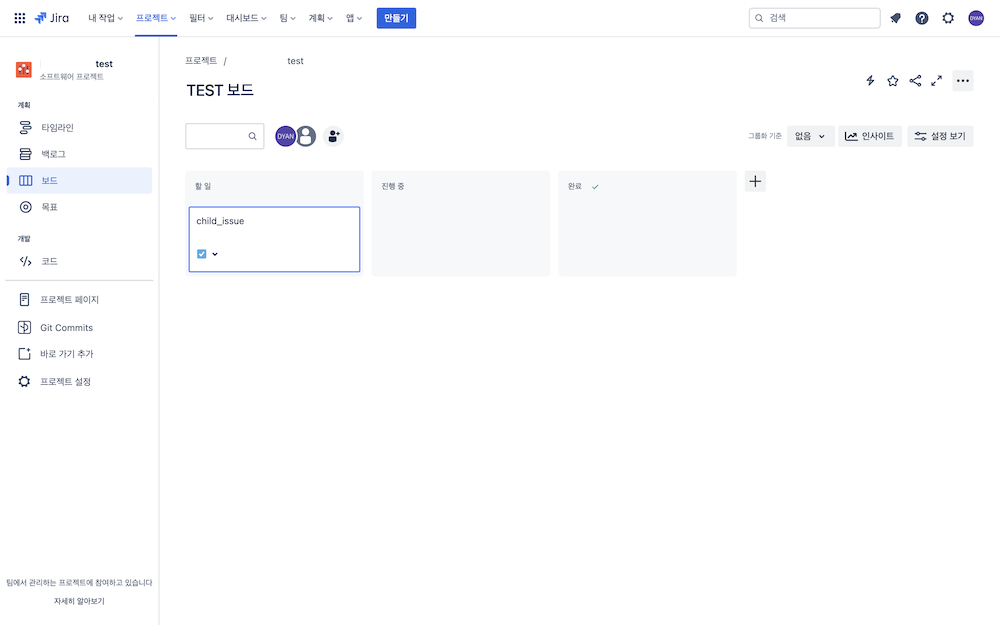 Jira 내 작업 프로젝트 필터 대시보드 팀 계획 앱 만들기 검색 DYAN
test
소프트웨어 프로젝트
계획
타임라인
백로그
보드
목표
개발
코드
프로젝트 페이지
Git Commits
바로 가기 추가
프로젝트 설정
팀에서 관리하는 프로젝트에 참여하고 있습니다
자세히 알아보기
프로젝트 / test
TEST 보드
DYAN 그룹화 기준 없음 인사이트 설정 보기
할 일 진행 중 완료
child_issue